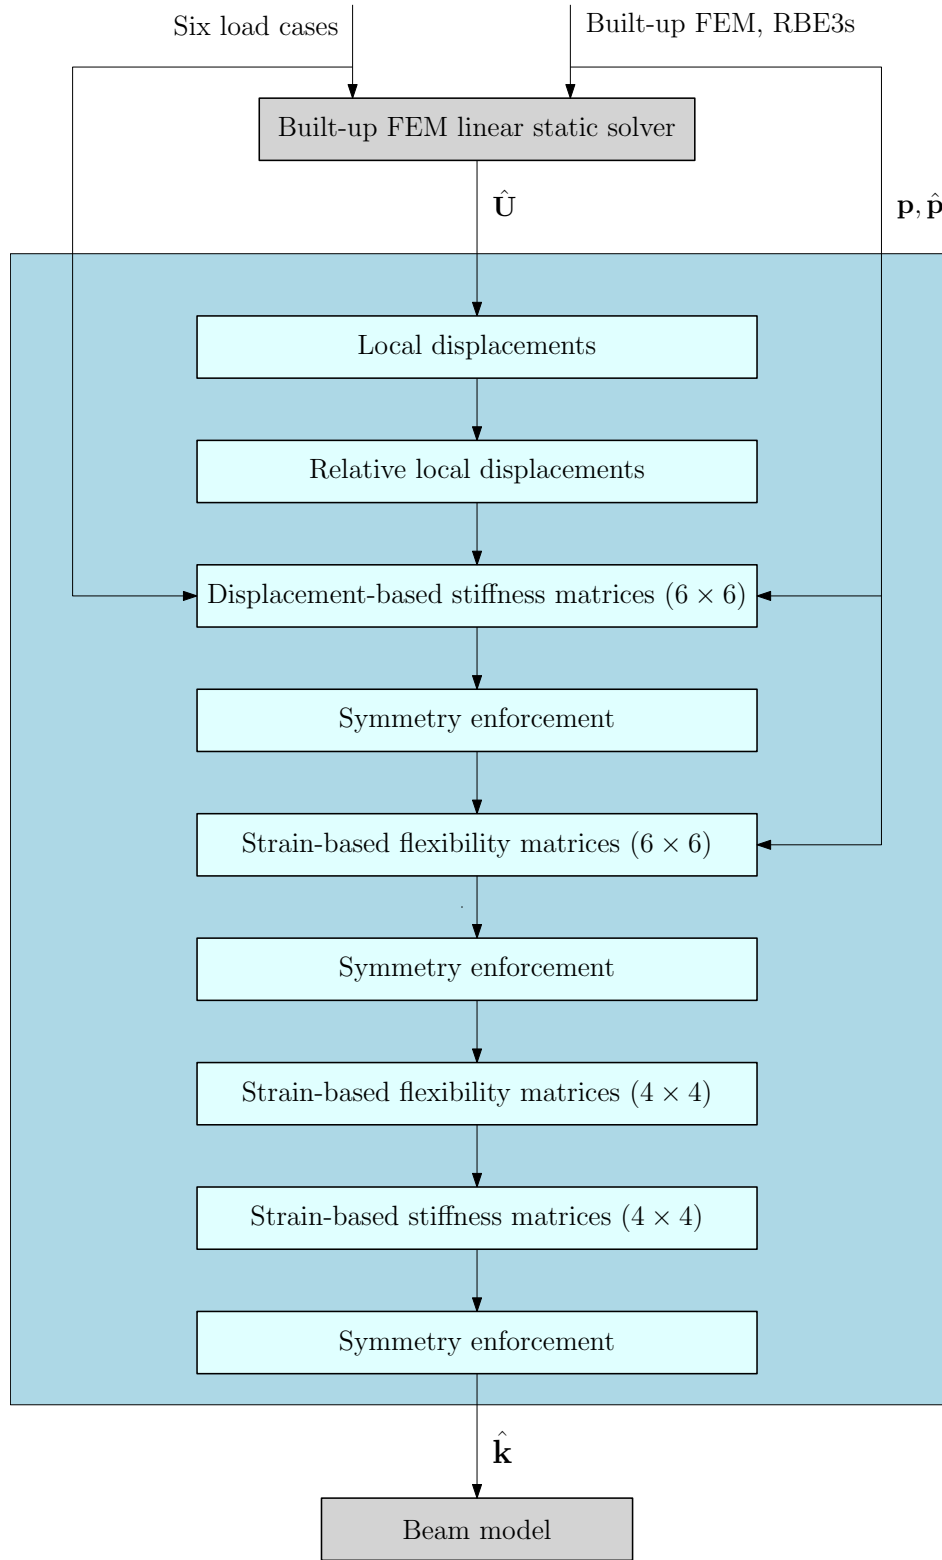 Six load cases
Built-up FEM, RBE3s
Built-up FEM linear static solver
Û
p, p̂
Local displacements
Relative local displacements
Displacement-based stiffness matrices (6 × 6)
Symmetry enforcement
Strain-based flexibility matrices (6 × 6)
Symmetry enforcement
Strain-based flexibility matrices (4 × 4)
Strain-based stiffness matrices (4 × 4)
Symmetry enforcement
k̂
Beam model